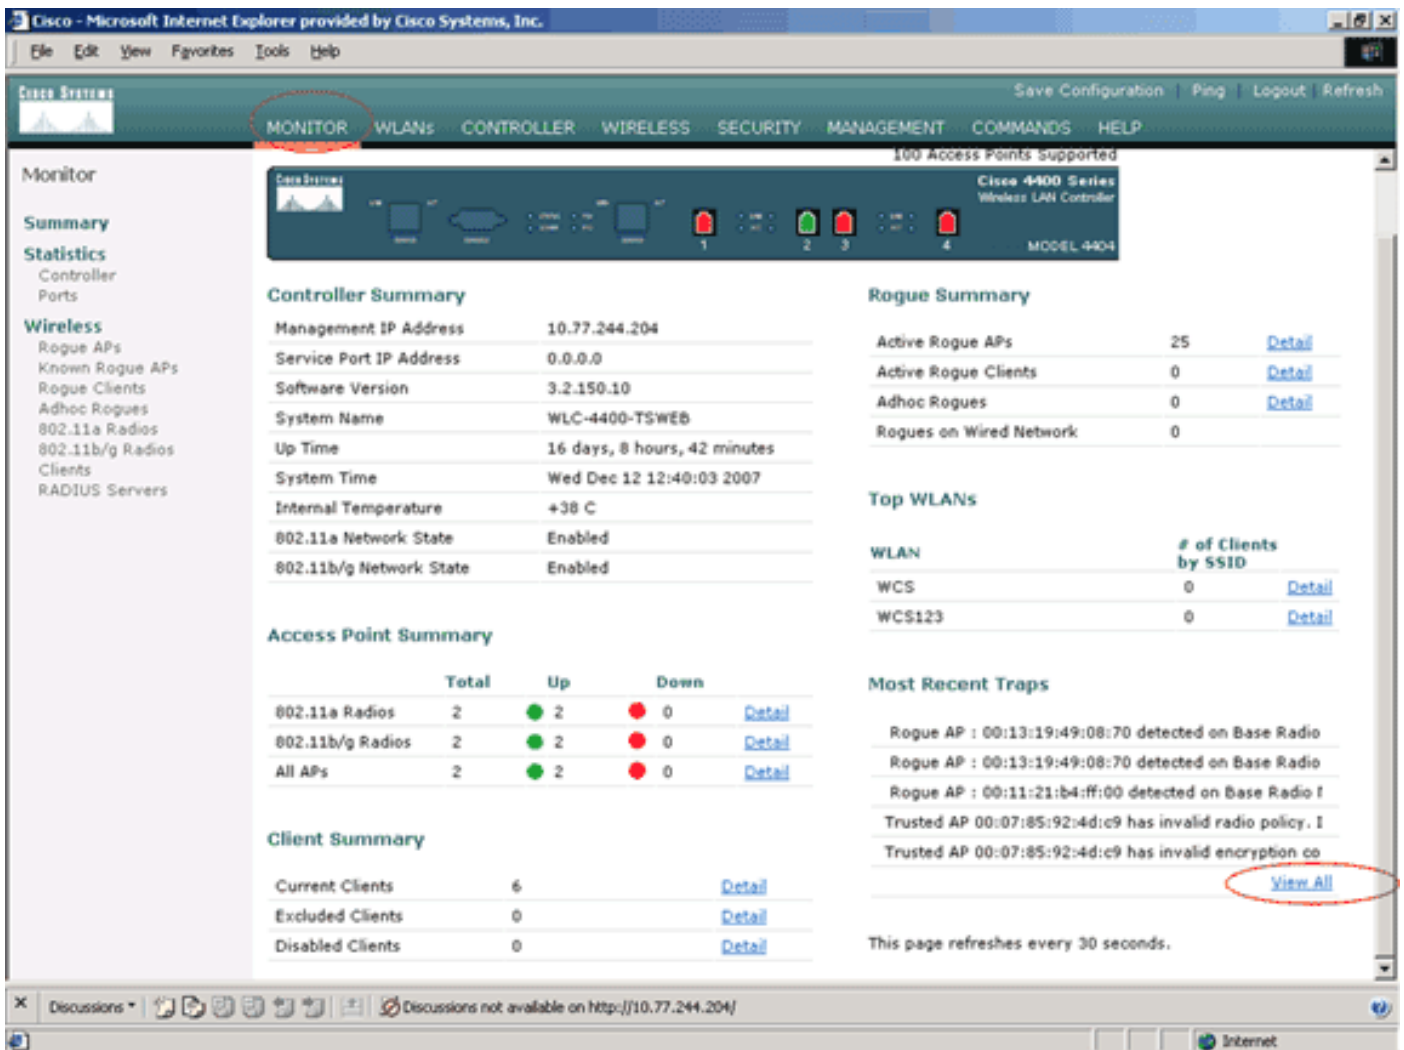 Cisco - Microsoft Internet Explorer provided by Cisco Systems, Inc.
File Edit View Favorites Tools Help
Cisco Systems
Save Configuration | Ping | Logout | Refresh
MONITOR WLANs CONTROLLER WIRELESS SECURITY MANAGEMENT COMMANDS HELP
Monitor
Summary
Statistics
Controller
Ports
Wireless
Rogue APs
Known Rogue APs
Rogue Clients
Adhoc Rogues
802.11a Radios
802.11b/g Radios
Clients
RADIUS Servers
100 Access Points Supported
Cisco Systems
Cisco 4400 Series
Wireless LAN Controller
MODEL 4404
1 2 3 4
Controller Summary
Management IP Address 10.77.244.204
Service Port IP Address 0.0.0.0
Software Version 3.2.150.10
System Name WLC-4400-TSWEB
Up Time 16 days, 8 hours, 42 minutes
System Time Wed Dec 12 12:40:03 2007
Internal Temperature +38 C
802.11a Network State Enabled
802.11b/g Network State Enabled
Access Point Summary
Total Up Down
802.11a Radios 2 2 0 Detail
802.11b/g Radios 2 2 0 Detail
All APs 2 2 0 Detail
Client Summary
Current Clients 6 Detail
Excluded Clients 0 Detail
Disabled Clients 0 Detail
Rogue Summary
Active Rogue APs 25 Detail
Active Rogue Clients 0 Detail
Adhoc Rogues 0 Detail
Rogues on Wired Network 0
Top WLANs
WLAN # of Clients by SSID
WCS 0 Detail
WCS123 0 Detail
Most Recent Traps
Rogue AP : 00:13:19:49:08:70 detected on Base Radio
Rogue AP : 00:13:19:49:08:70 detected on Base Radio
Rogue AP : 00:11:21:b4:ff:00 detected on Base Radio
Trusted AP 00:07:85:92:4d:c9 has invalid radio policy. I
Trusted AP 00:07:85:92:4d:c9 has invalid encryption co
View All
This page refreshes every 30 seconds.
Discussions Discussions not available on http://10.77.244.204/
Internet